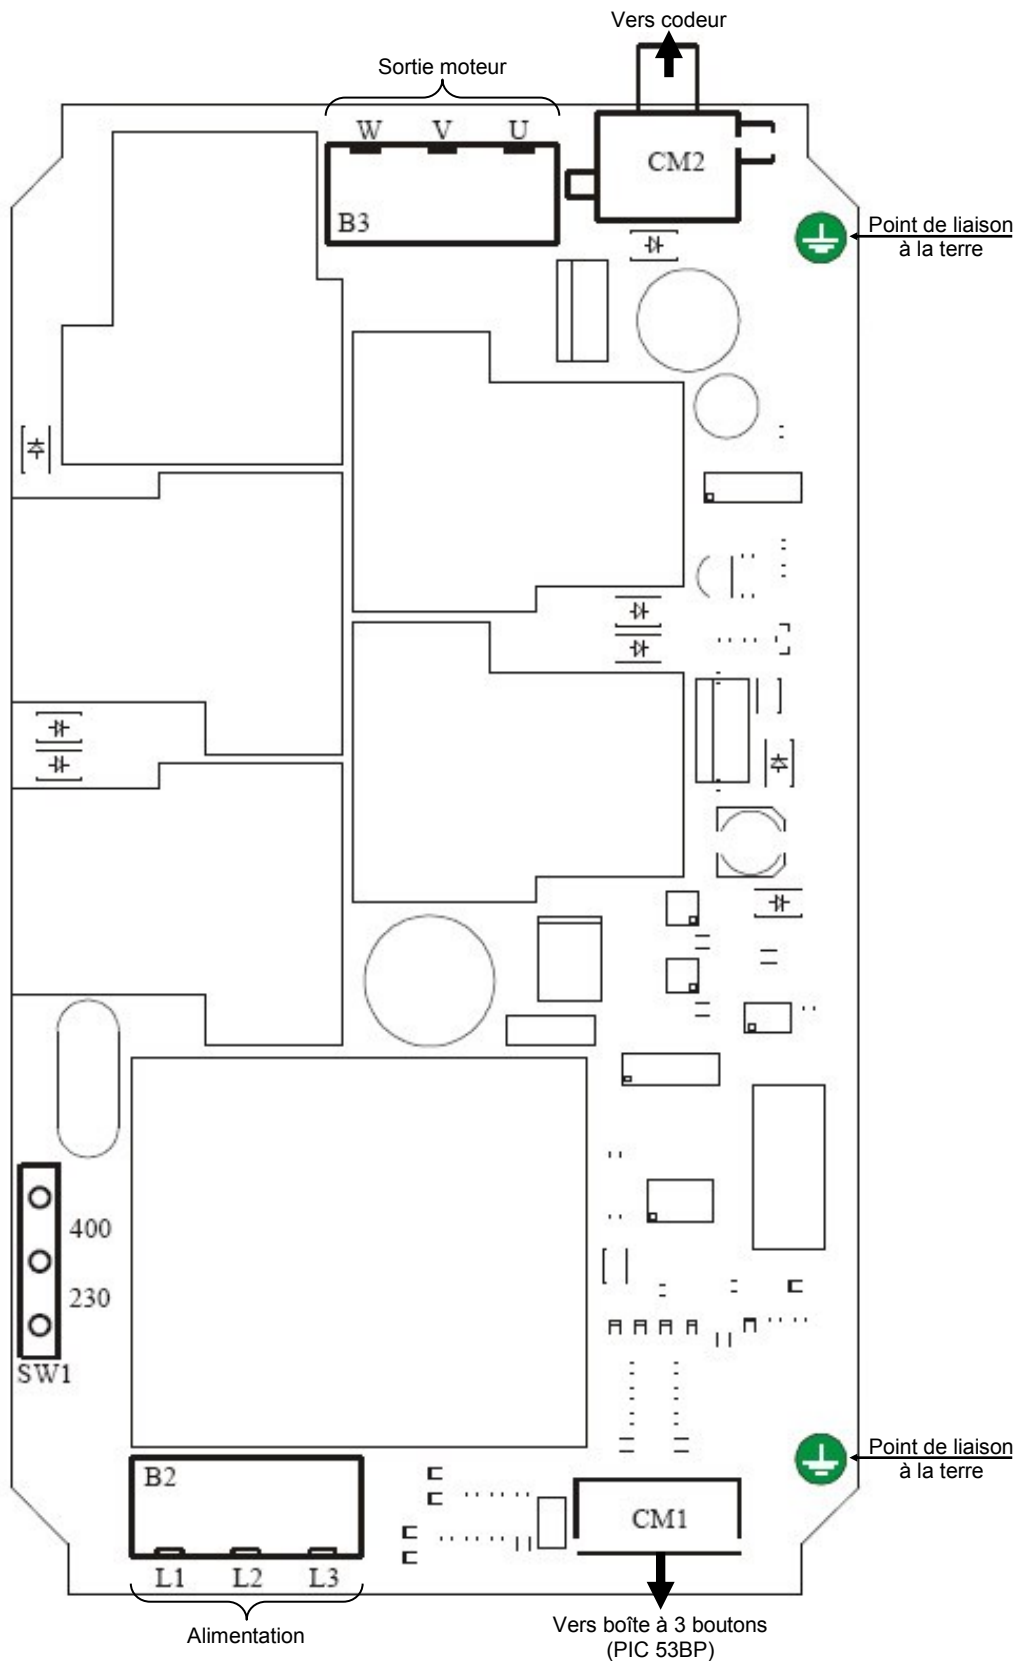 Vers codeur
Sortie moteur
W V U
CM2
B3
Point de liaison
à la terre
400
230
SW1
Point de liaison
à la terre
B2
CM1
L1 L2 L3
Alimentation
Vers boîte à 3 boutons
(PIC 53BP)